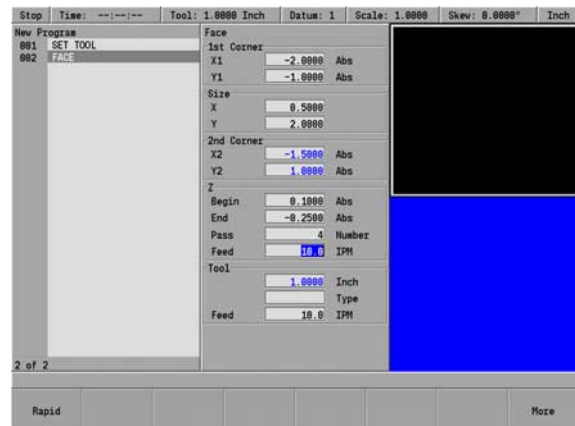 Stop Time: --:--:-- Tool: 1.0000 Inch Datum: 1 Scale: 1.0000 Skew: 0.0000° Inch
New Program
001 SET TOOL
002 FACE
2 of 2
Face
1st Corner
X1 -2.0000 Abs
Y1 -1.0000 Abs
Size
X 0.5000
Y 2.0000
2nd Corner
X2 -1.5000 Abs
Y2 1.0000 Abs
Z
Begin 0.1000 Abs
End -0.2500 Abs
Pass 4 Number
Feed 10.0 IPM
Tool
1.0000 Inch
Type
Feed 10.0 IPM
Rapid More